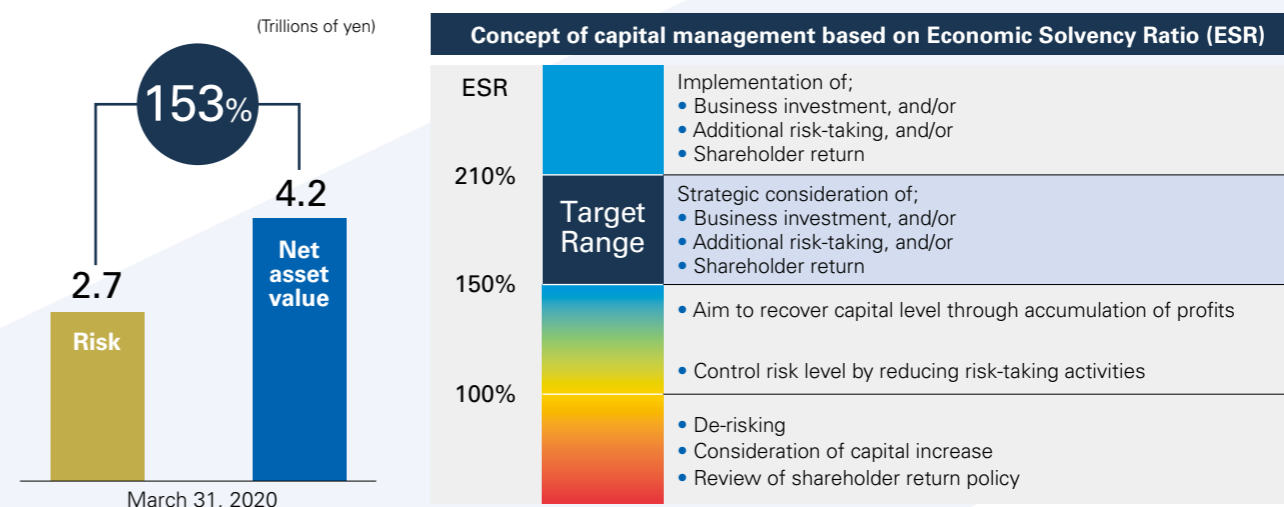 (Trillions of yen)
153%
2.7
4.2
Risk
Net
asset
value
March 31, 2020
Concept of capital management based on Economic Solvency Ratio (ESR)
ESR
210%
150%
100%
Target
Range
Implementation of;
• Business investment, and/or
• Additional risk-taking, and/or
• Shareholder return
Strategic consideration of;
• Business investment, and/or
• Additional risk-taking, and/or
• Shareholder return
• Aim to recover capital level through accumulation of profits
• Control risk level by reducing risk-taking activities
• De-risking
• Consideration of capital increase
• Review of shareholder return policy